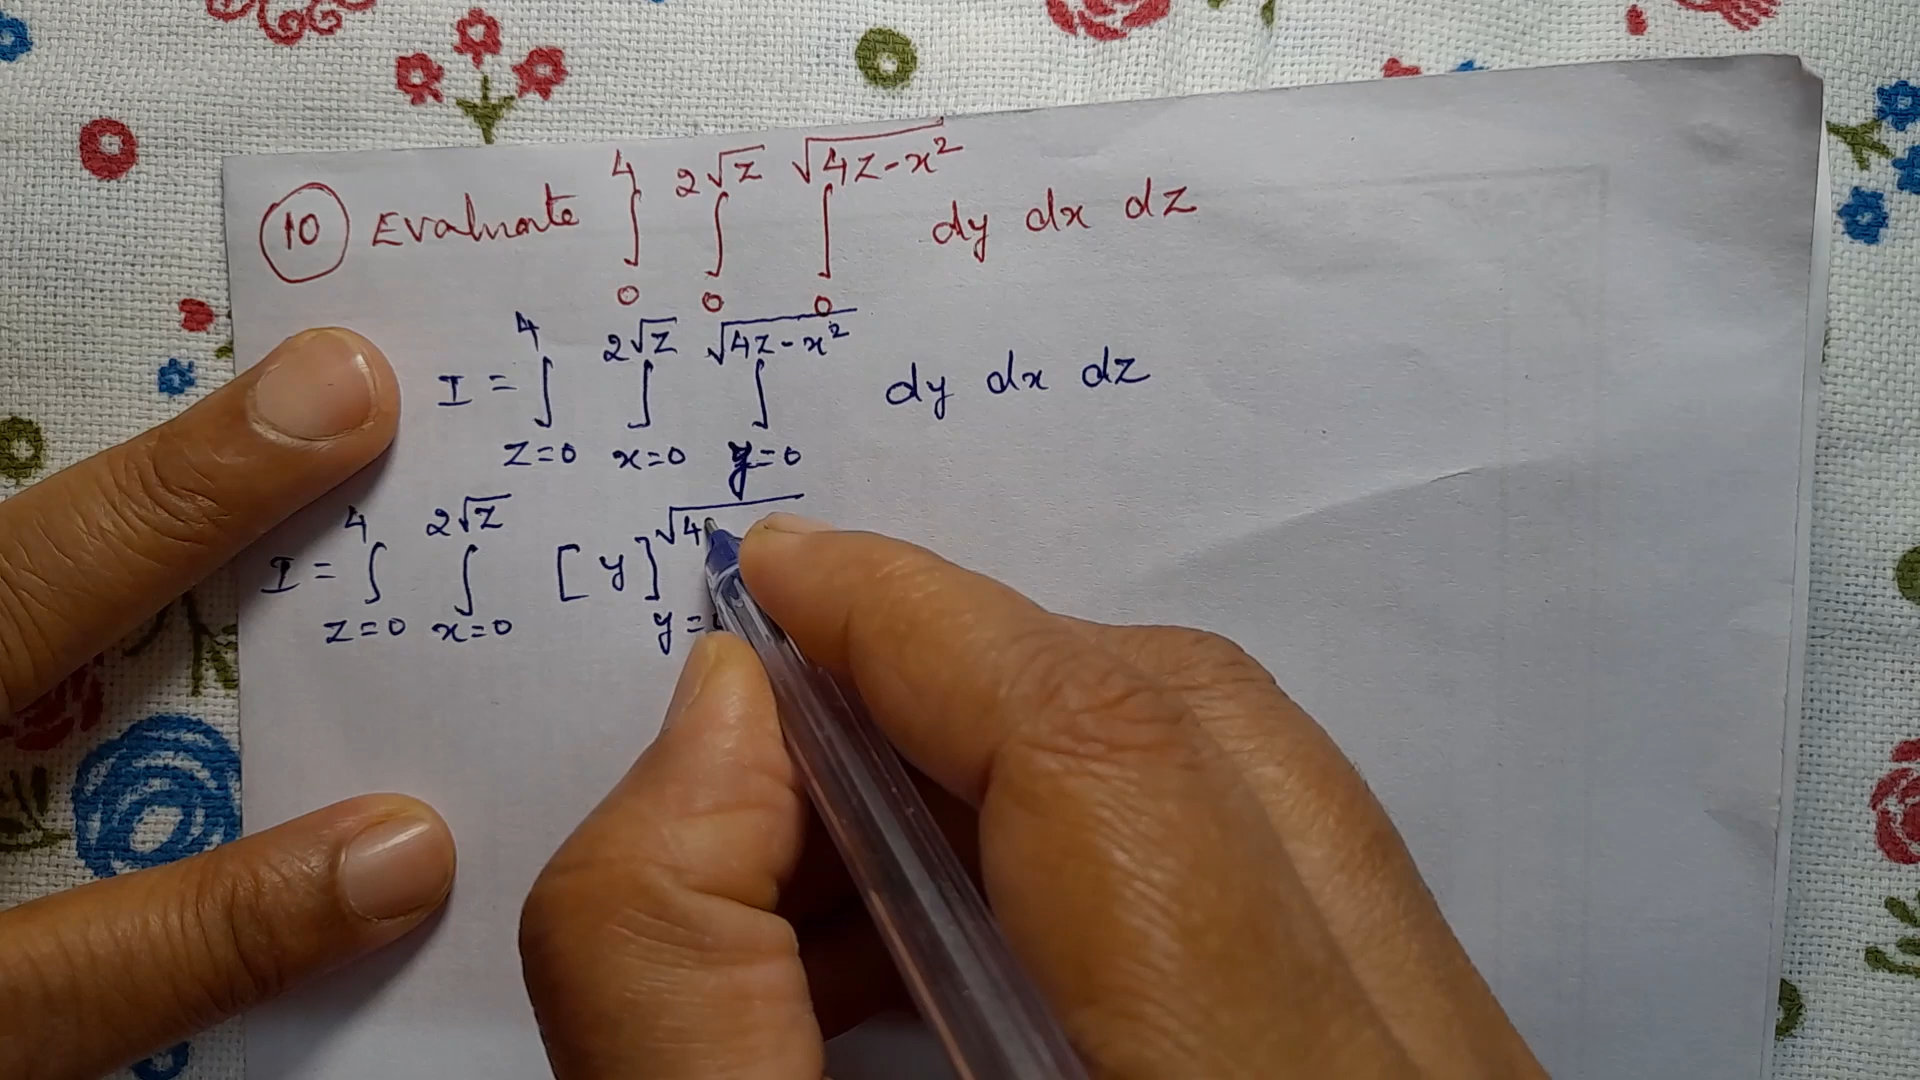 10 Evaluate ∫₀⁴ ∫₀^{2√z} ∫₀^{√(4z-x²)} dy dx dz
I = ∫_{z=0}^{4} ∫_{x=0}^{2√z} ∫_{y=0}^{√(4z-x²)} dy dx dz
I = ∫_{z=0}^{4} ∫_{x=0}^{2√z} [y]_{y=}^{√4